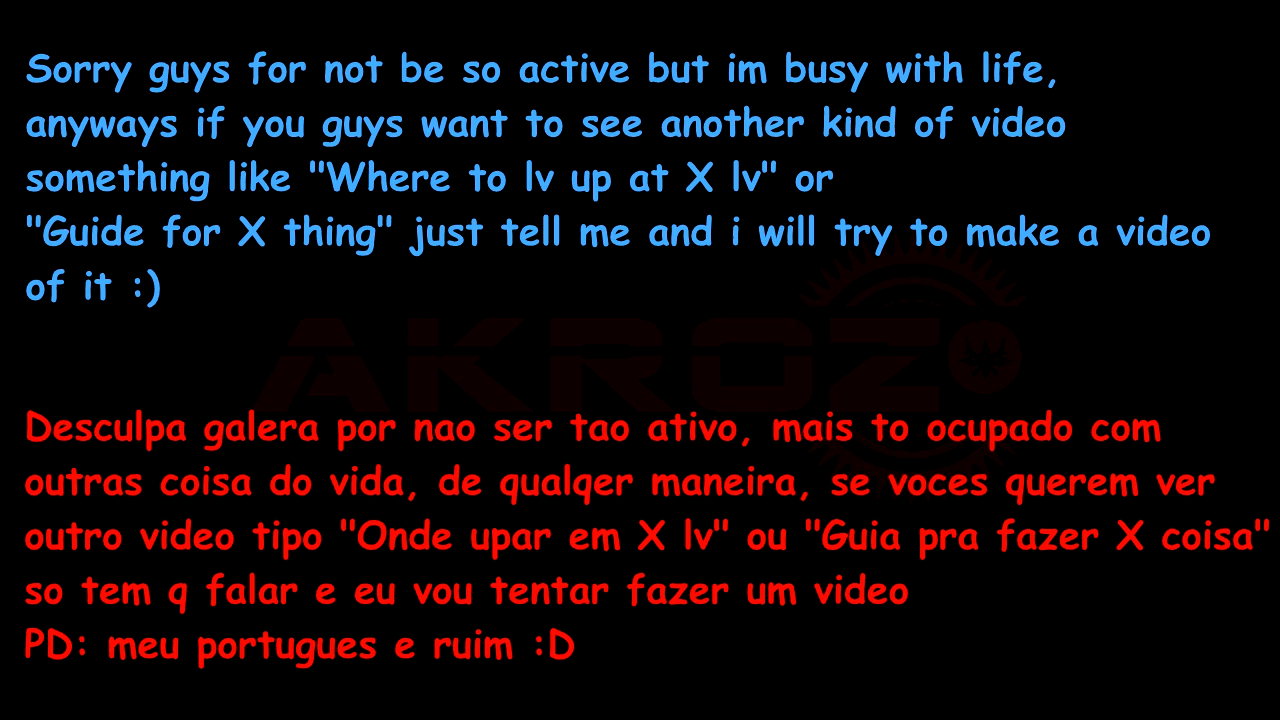 Sorry guys for not be so active but im busy with life,
anyways if you guys want to see another kind of video
something like "Where to lv up at X lv" or
"Guide for X thing" just tell me and i will try to make a video
of it :)
AKROZ
Desculpa galera por nao ser tao ativo, mais to ocupado com
outras coisa do vida, de qualqer maneira, se voces querem ver
outro video tipo "Onde upar em X lv" ou "Guia pra fazer X coisa"
so tem q falar e eu vou tentar fazer um video
PD: meu portugues e ruim :D